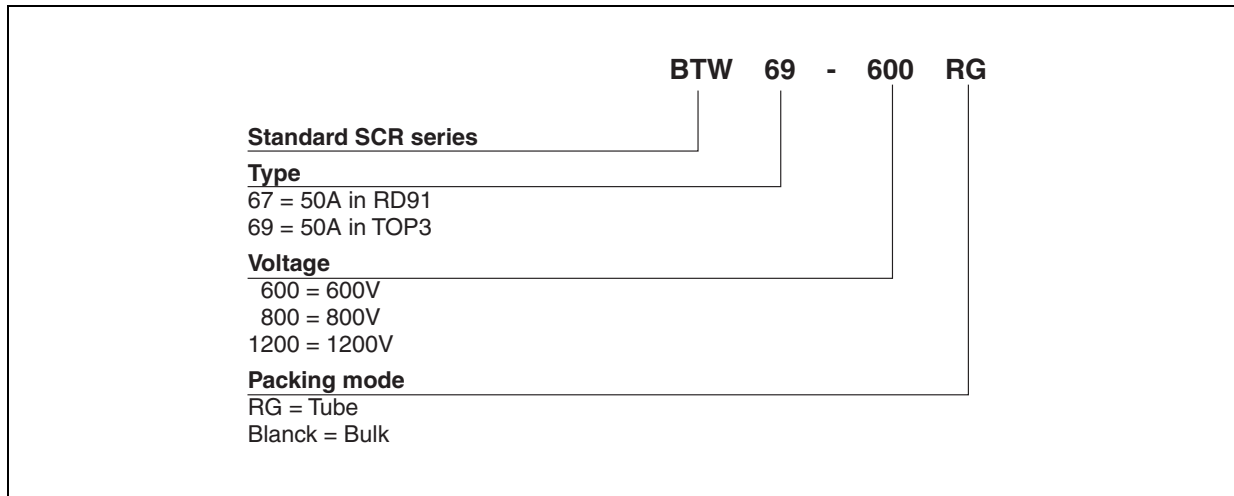 BTW 69 - 600 RG
Standard SCR series
Type
67 = 50A in RD91
69 = 50A in TOP3
Voltage
600 = 600V
800 = 800V
1200 = 1200V
Packing mode
RG = Tube
Blanck = Bulk